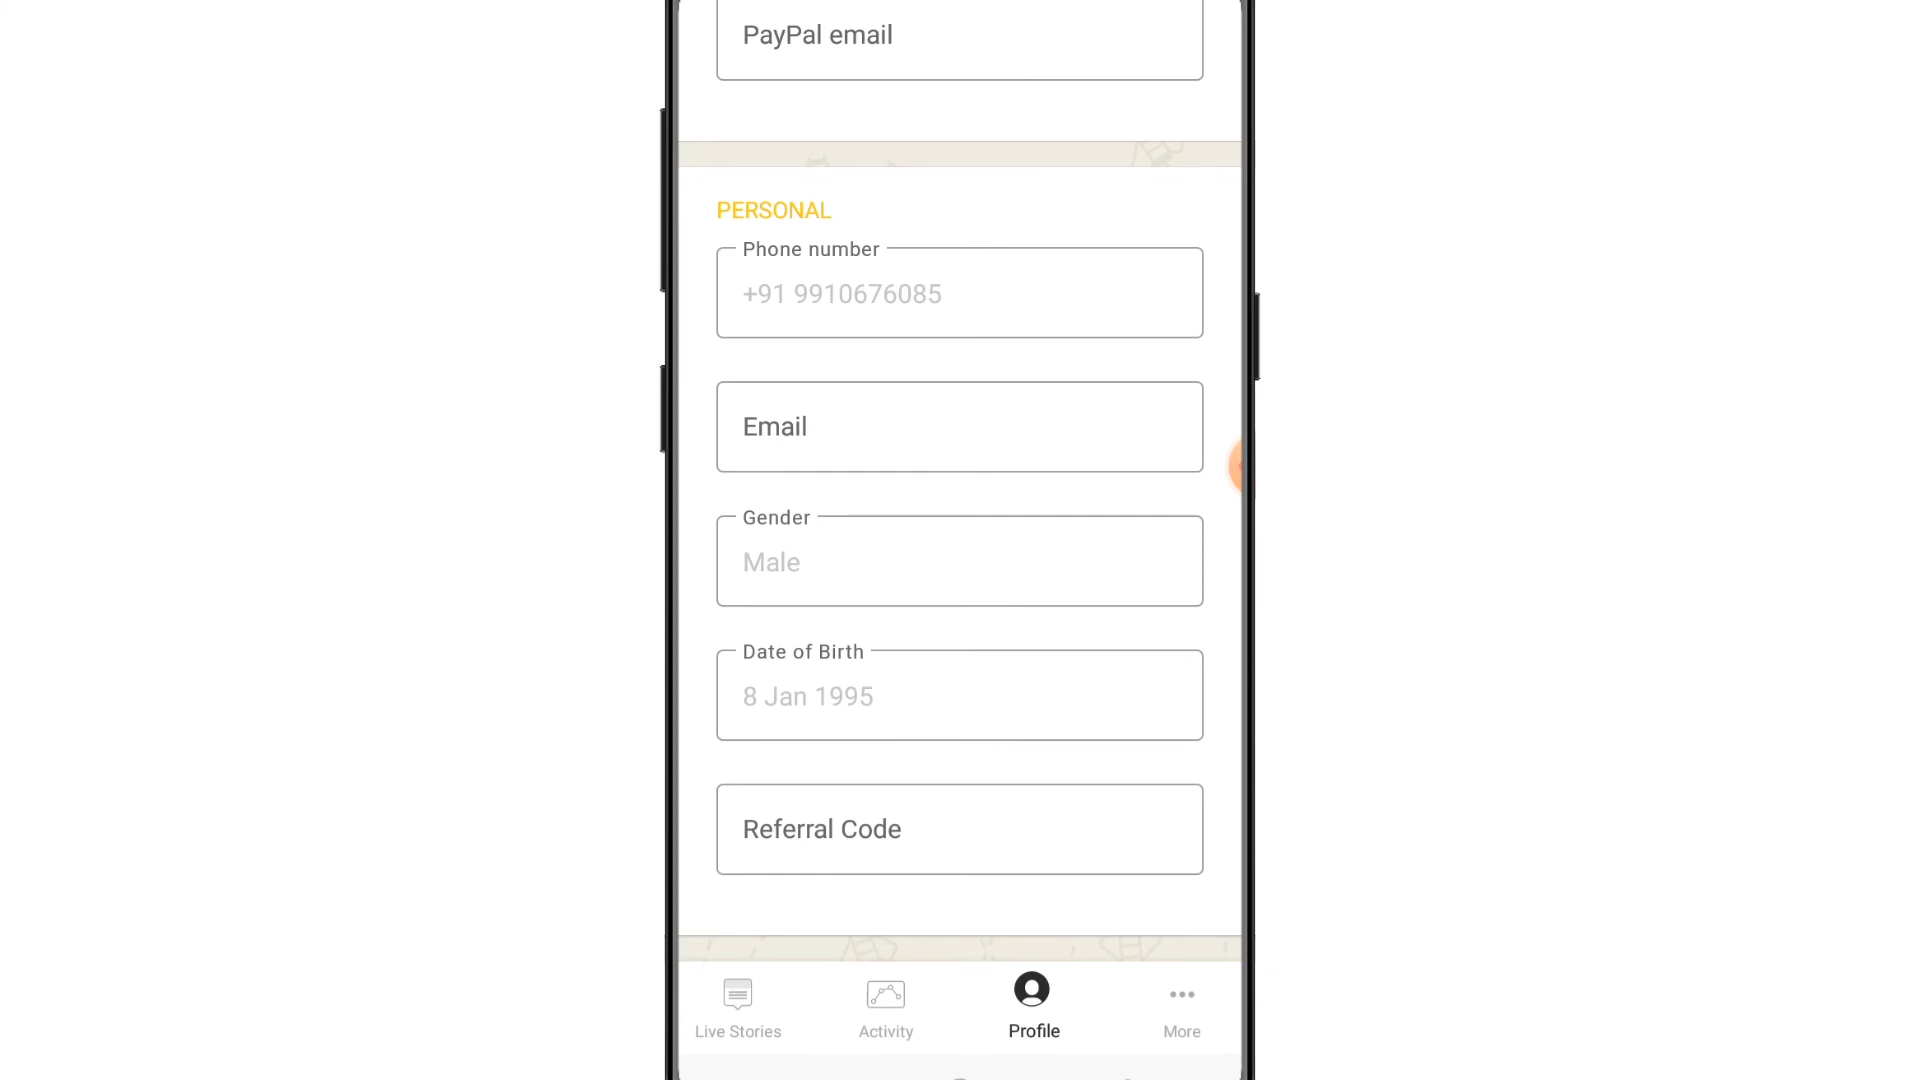 PayPal email
PERSONAL
Phone number
+91 9910676085
Email
Gender
Male
Date of Birth
8 Jan 1995
Referral Code
Live Stories
Activity
Profile
More